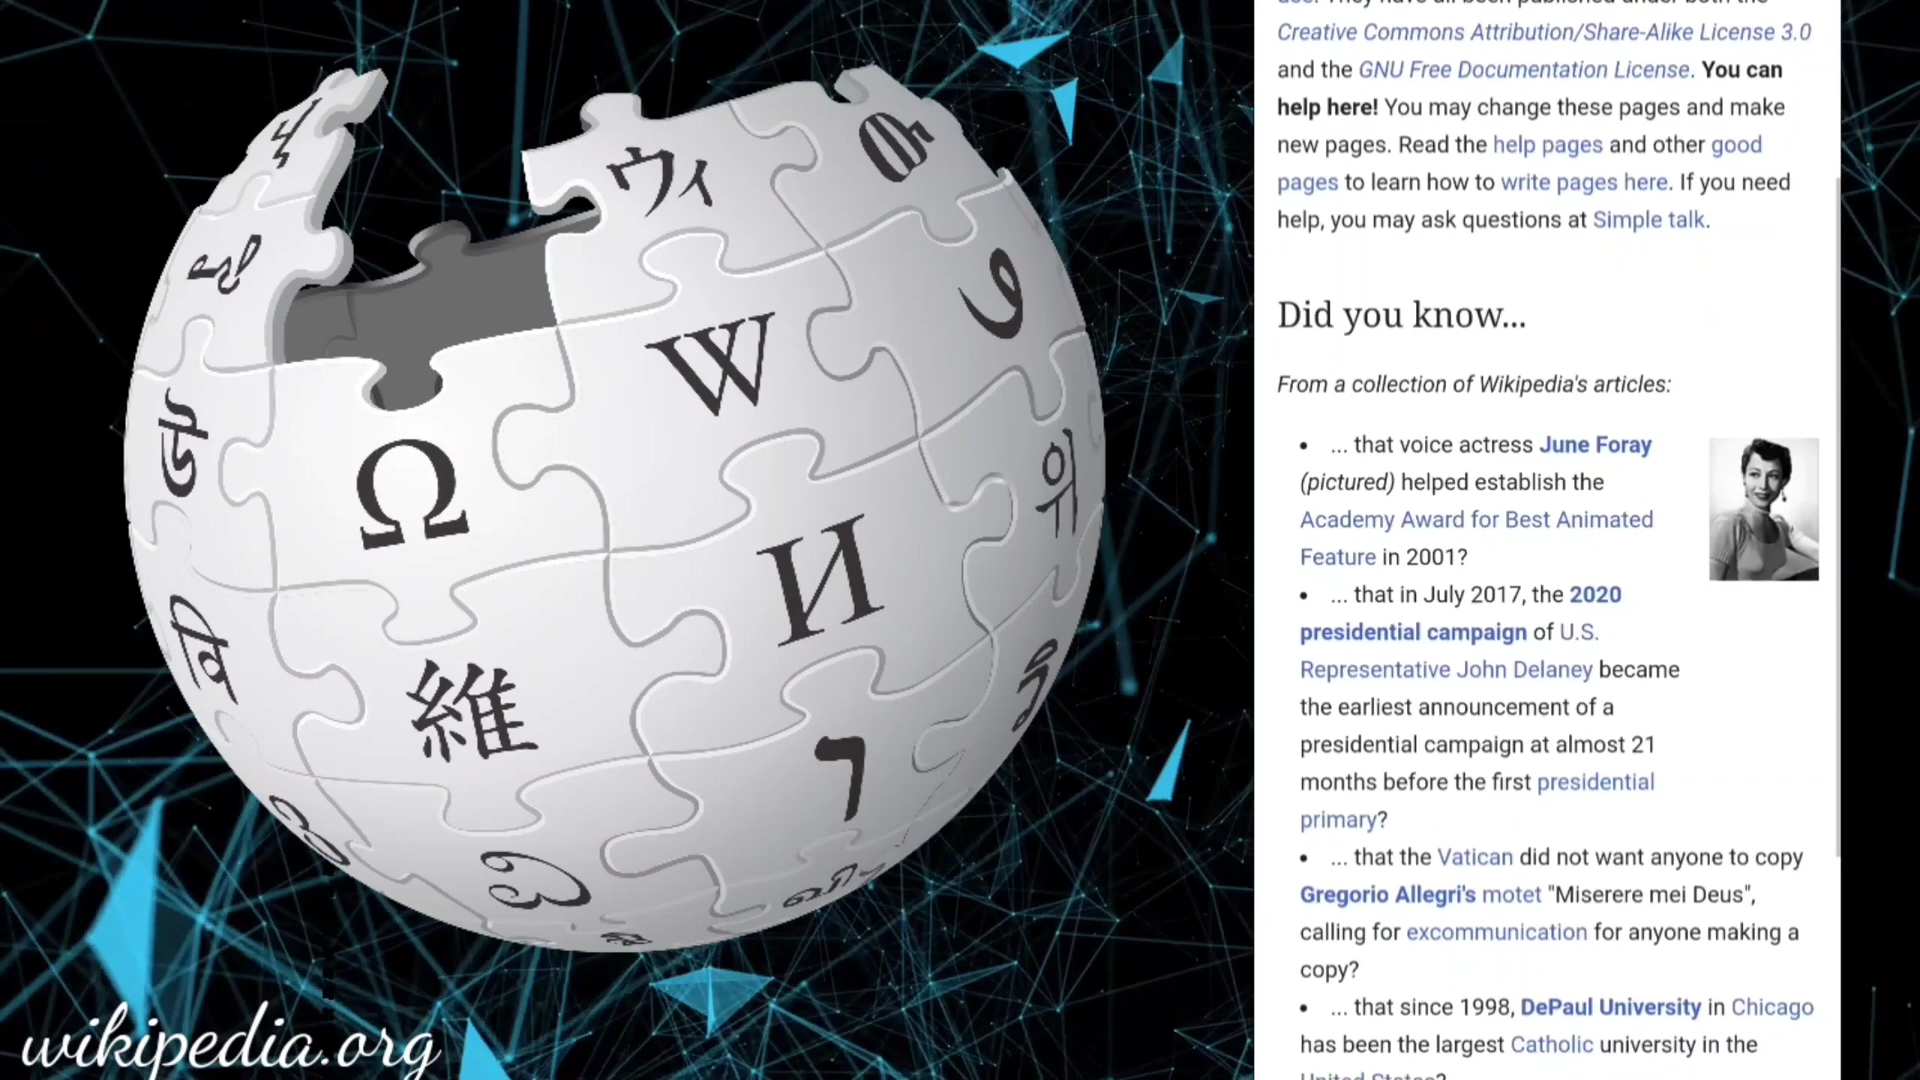 Creative Commons Attribution/Share-Alike License 3.0
and the GNU Free Documentation License. You can
help here! You may change these pages and make
new pages. Read the help pages and other good
pages to learn how to write pages here. If you need
help, you may ask questions at Simple talk.
Did you know...
From a collection of Wikipedia's articles:
• ... that voice actress June Foray
(pictured) helped establish the
Academy Award for Best Animated
Feature in 2001?
• ... that in July 2017, the 2020
presidential campaign of U.S.
Representative John Delaney became
the earliest announcement of a
presidential campaign at almost 21
months before the first presidential
primary?
• ... that the Vatican did not want anyone to copy
Gregorio Allegri's motet "Miserere mei Deus",
calling for excommunication for anyone making a
copy?
• ... that since 1998, DePaul University in Chicago
has been the largest Catholic university in the
ウィ
W
Ω
И
위
維
वि
ר
wikipedia.org